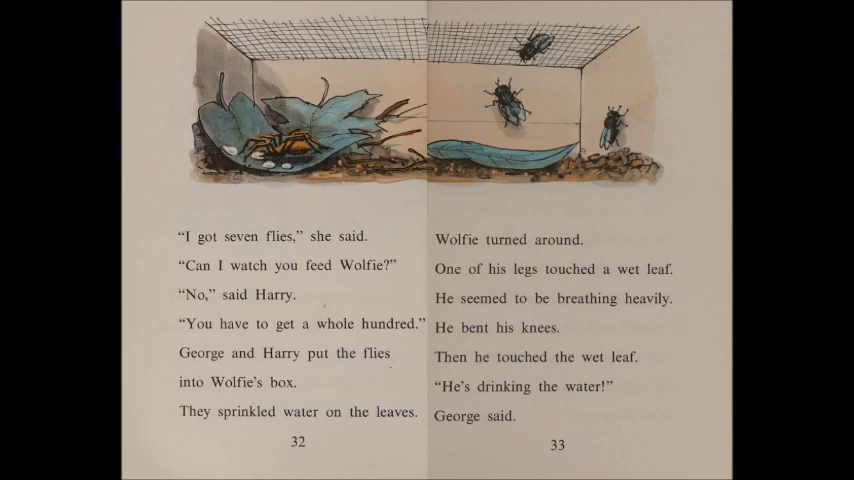 “I got seven flies,” she said.
“Can I watch you feed Wolfie?”
“No,” said Harry.
“You have to get a whole hundred.”
George and Harry put the flies
into Wolfie’s box.
They sprinkled water on the leaves.
32
Wolfie turned around.
One of his legs touched a wet leaf.
He seemed to be breathing heavily.
He bent his knees.
Then he touched the wet leaf.
“He’s drinking the water!”
George said.
33